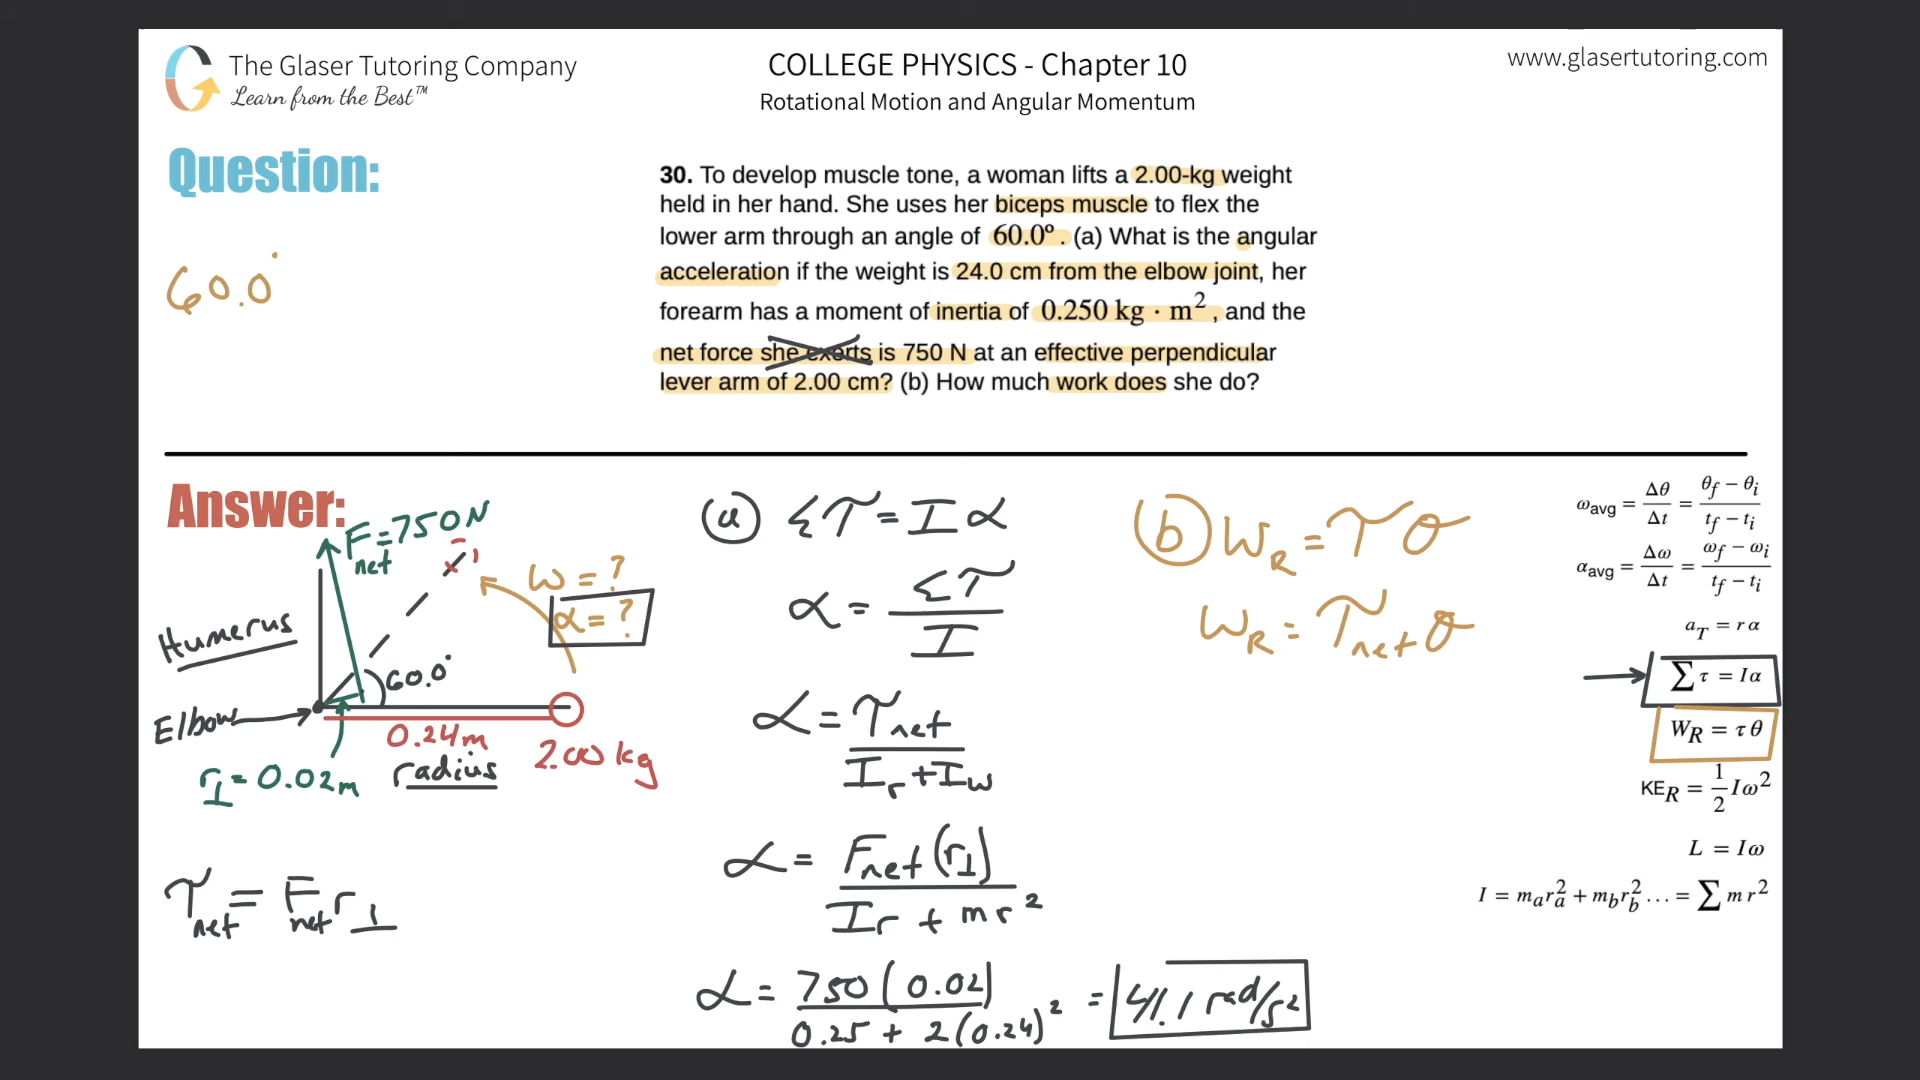 The Glaser Tutoring Company
Learn from the Best™
COLLEGE PHYSICS - Chapter 10
Rotational Motion and Angular Momentum
www.glasertutoring.com
Question:
60.0°
30. To develop muscle tone, a woman lifts a 2.00-kg weight
held in her hand. She uses her biceps muscle to flex the
lower arm through an angle of 60.0º. (a) What is the angular
acceleration if the weight is 24.0 cm from the elbow joint, her
forearm has a moment of inertia of 0.250 kg · m², and the
net force she exerts is 750 N at an effective perpendicular
lever arm of 2.00 cm? (b) How much work does she do?
Answer:
F_net = 750N
ω = ?
α = ?
Humerus
60.0°
Elbow
0.24m
radius
2.00 kg
r⊥ = 0.02m
τ_net = F_net r⊥
(a) Στ = Iα
α = Στ / I
α = τ_net / (I_r + I_w)
α = F_net(r⊥) / (I_r + mr²)
α = 750(0.02) / (0.25 + 2(0.24)²) = 41.1 rad/s²
(b) W_R = τθ
W_R = τ_net θ
ω_avg = Δθ/Δt = (θ_f − θ_i)/(t_f − t_i)
α_avg = Δω/Δt = (ω_f − ω_i)/(t_f − t_i)
a_T = rα
∑ τ = Iα
W_R = τθ
KE_R = 1/2 Iω²
L = Iω
I = m_a r_a² + m_b r_b² ... = ∑ m r²